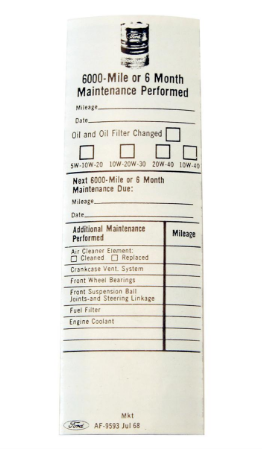 Ford
6000-Mile or 6 Month
Maintenance Performed
Mileage
Date
Oil and Oil Filter Changed
5W-10W-20 10W-20W-30 20W-40 10W-40
Next 6000-Mile or 6 Month
Maintenance Due:
Mileage
Date
Additional Maintenance
Performed
Mileage
Air Cleaner Element:
Cleaned Replaced
Crankcase Vent. System
Front Wheel Bearings
Front Suspension Ball
Joints-and Steering Linkage
Fuel Filter
Engine Coolant
Mkt
Ford AF-9593 Jul 68